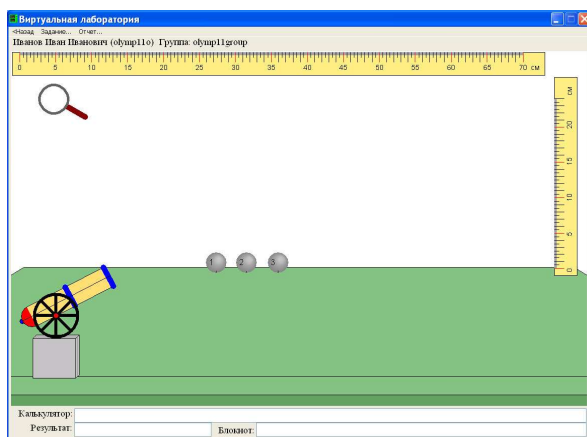 Виртуальная лаборатория
<Назад Задание... Отчет...
Иванов Иван Иванович (olymp11o) Группа: olymp11group
0 5 10 15 20 25 30 35 40 45 50 55 60 65 70 см
см
20
15
10
5
0
1 2 3
Калькулятор:
Результат: Блокнот: